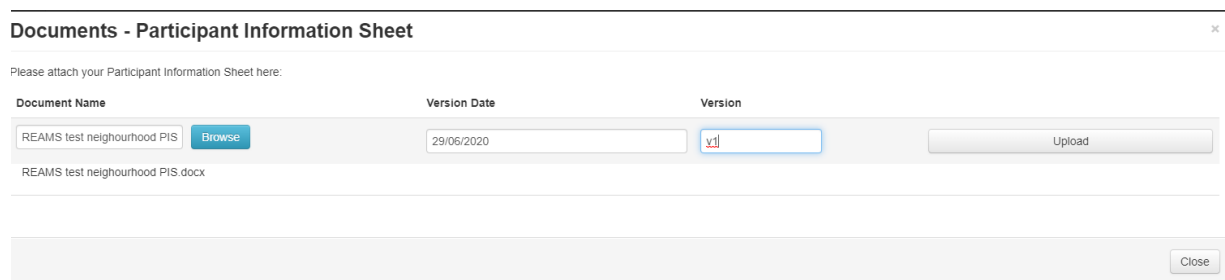 Documents - Participant Information Sheet ×
Please attach your Participant Information Sheet here:
Document Name Version Date Version
REAMS test neighourhood PIS Browse 29/06/2020 v1 Upload
REAMS test neighourhood PIS.docx
Close